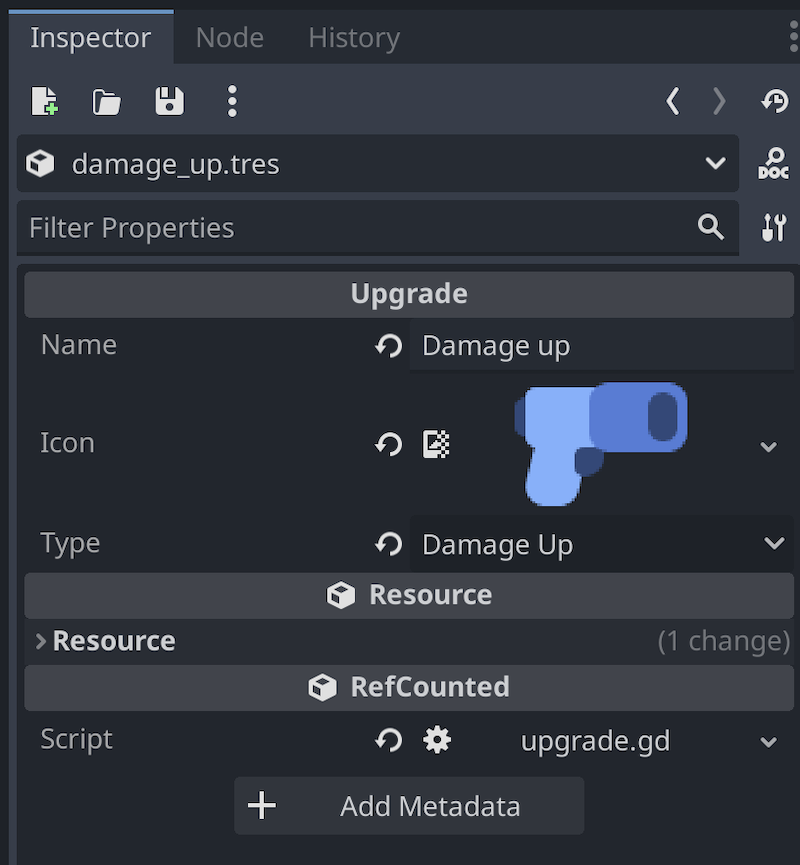 Inspector Node History
damage_up.tres
DOC
Filter Properties
Upgrade
Name Damage up
Icon
Type Damage Up
Resource
Resource (1 change)
RefCounted
Script upgrade.gd
Add Metadata